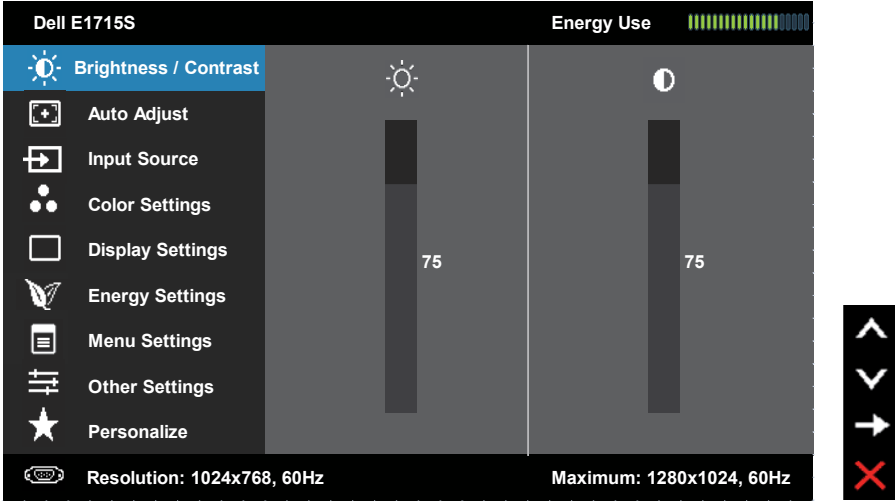 Dell E1715S Energy Use
Brightness / Contrast
Auto Adjust
Input Source
Color Settings
Display Settings
75 75
Energy Settings
Menu Settings
Other Settings
Personalize
Resolution: 1024x768, 60Hz Maximum: 1280x1024, 60Hz